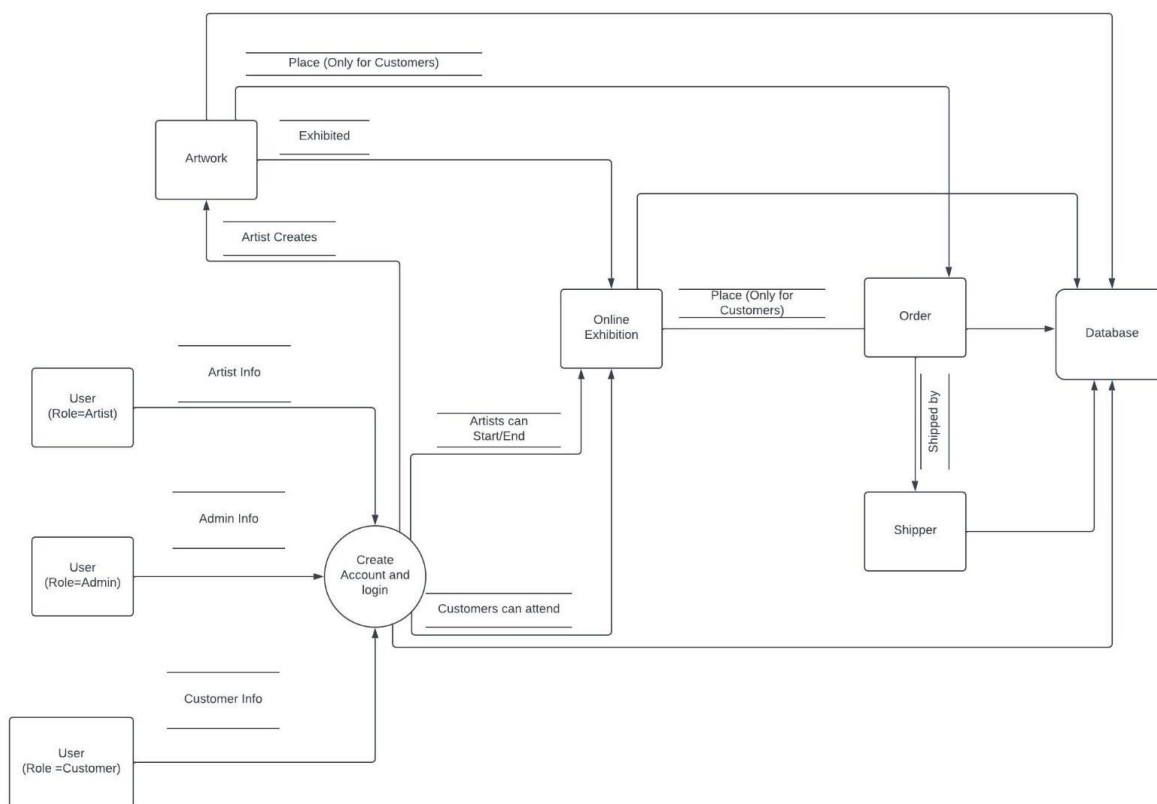 Place (Only for Customers)
Exhibited
Artwork
Artist Creates
Online
Exhibition
Place (Only for
Customers)
Order
Database
Artist Info
User
(Role=Artist)
Artists can
Start/End
Shipped by
Admin Info
User
(Role=Admin)
Create
Account and
login
Shipper
Customers can attend
Customer Info
User
(Role =Customer)